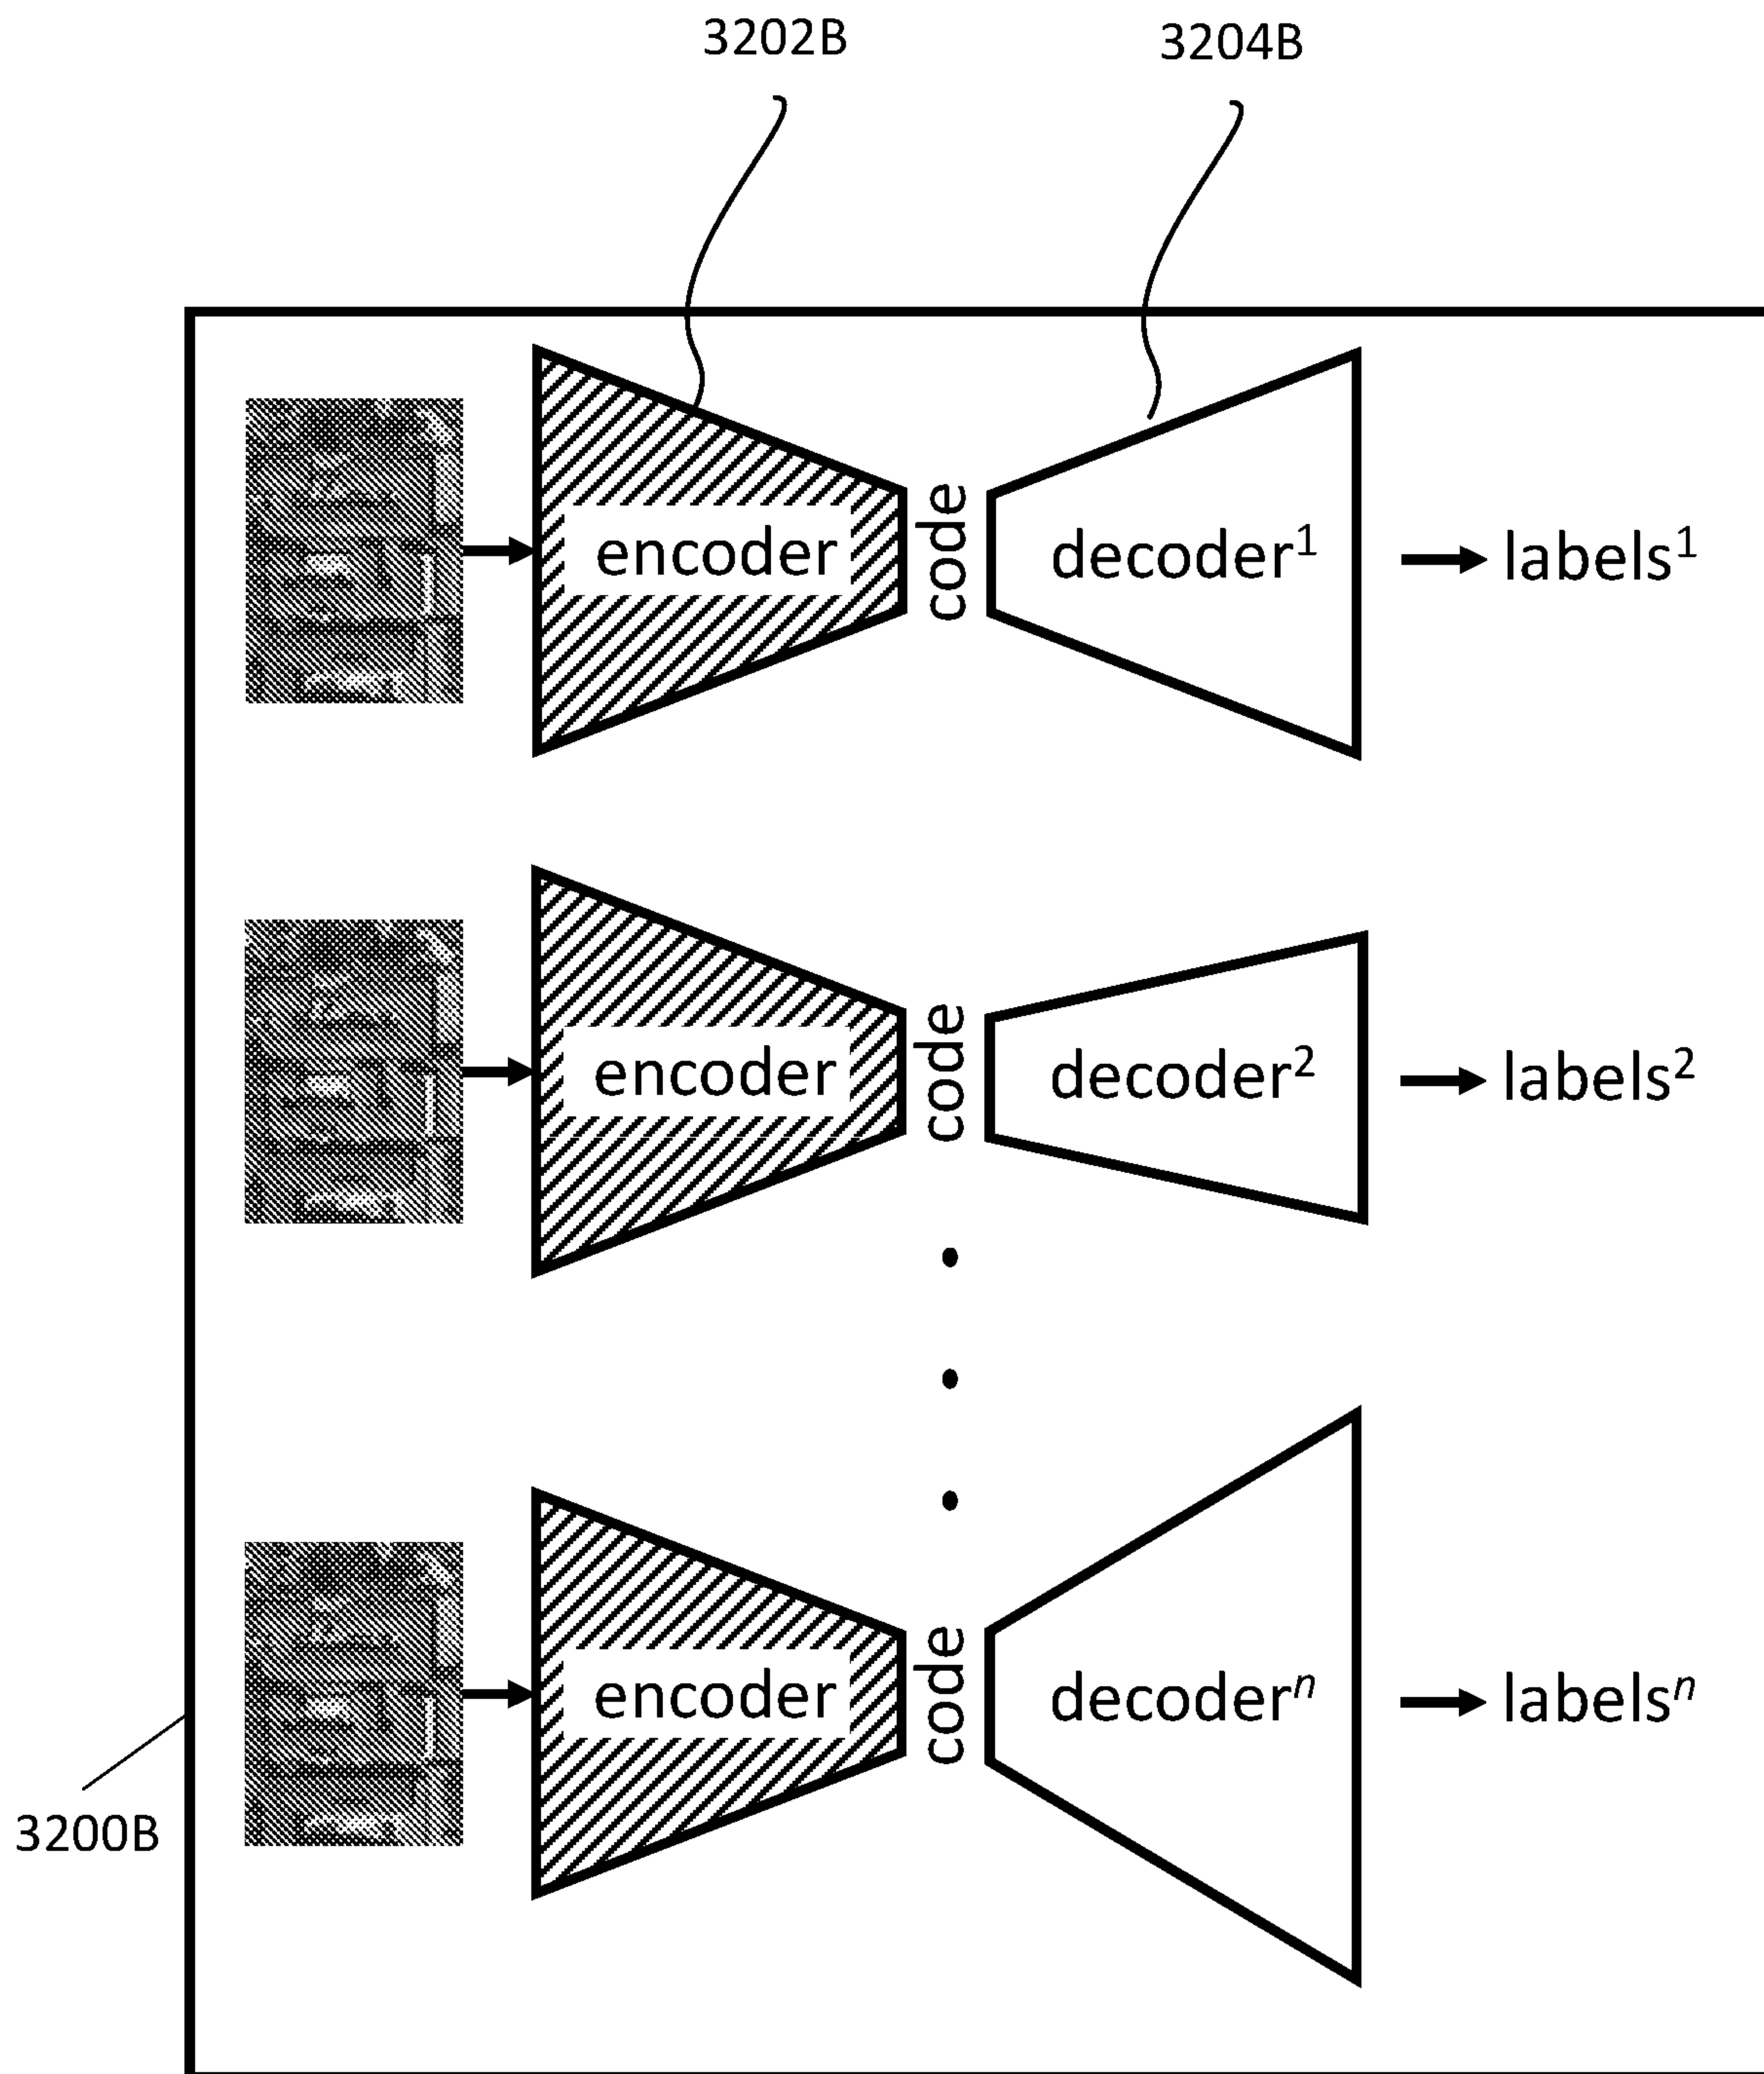 3202B
3204B
encoder
code
decoder¹
labels¹
encoder
code
decoder²
labels²
encoder
code
decoderⁿ
labelsⁿ
3200B